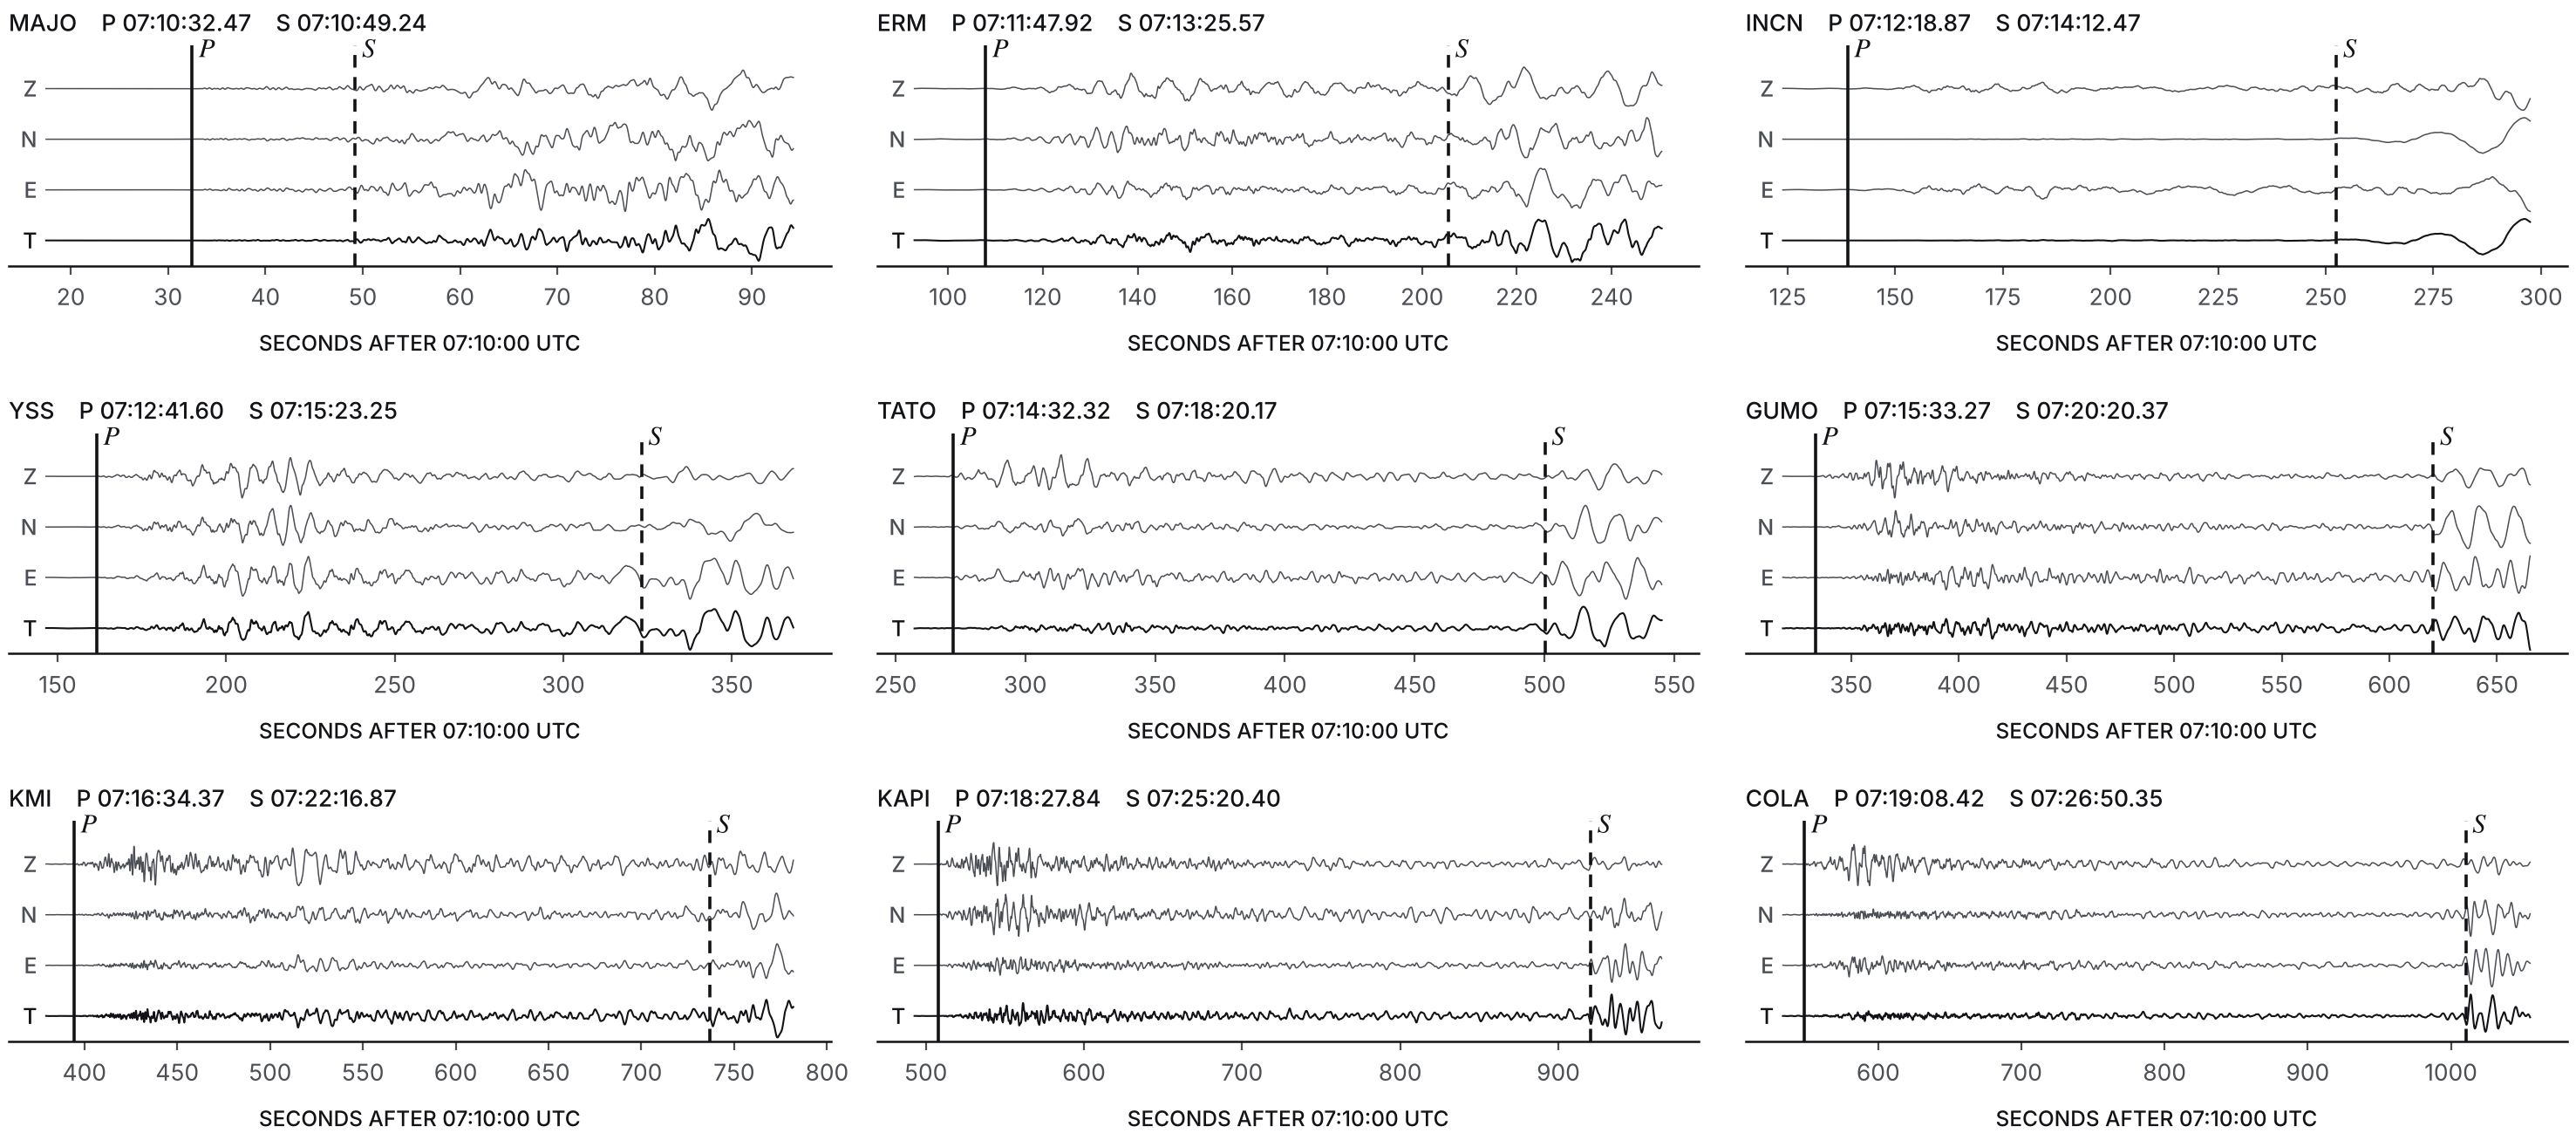 MAJO P 07:10:32.47 S 07:10:49.24
P S
Z
N
E
T
20 30 40 50 60 70 80 90
SECONDS AFTER 07:10:00 UTC
ERM P 07:11:47.92 S 07:13:25.57
P S
Z
N
E
T
100 120 140 160 180 200 220 240
SECONDS AFTER 07:10:00 UTC
INCN P 07:12:18.87 S 07:14:12.47
P S
Z
N
E
T
125 150 175 200 225 250 275 300
SECONDS AFTER 07:10:00 UTC
YSS P 07:12:41.60 S 07:15:23.25
P S
Z
N
E
T
150 200 250 300 350
SECONDS AFTER 07:10:00 UTC
TATO P 07:14:32.32 S 07:18:20.17
P S
Z
N
E
T
250 300 350 400 450 500 550
SECONDS AFTER 07:10:00 UTC
GUMO P 07:15:33.27 S 07:20:20.37
P S
Z
N
E
T
350 400 450 500 550 600 650
SECONDS AFTER 07:10:00 UTC
KMI P 07:16:34.37 S 07:22:16.87
P S
Z
N
E
T
400 450 500 550 600 650 700 750 800
SECONDS AFTER 07:10:00 UTC
KAPI P 07:18:27.84 S 07:25:20.40
P S
Z
N
E
T
500 600 700 800 900
SECONDS AFTER 07:10:00 UTC
COLA P 07:19:08.42 S 07:26:50.35
P S
Z
N
E
T
600 700 800 900 1000
SECONDS AFTER 07:10:00 UTC